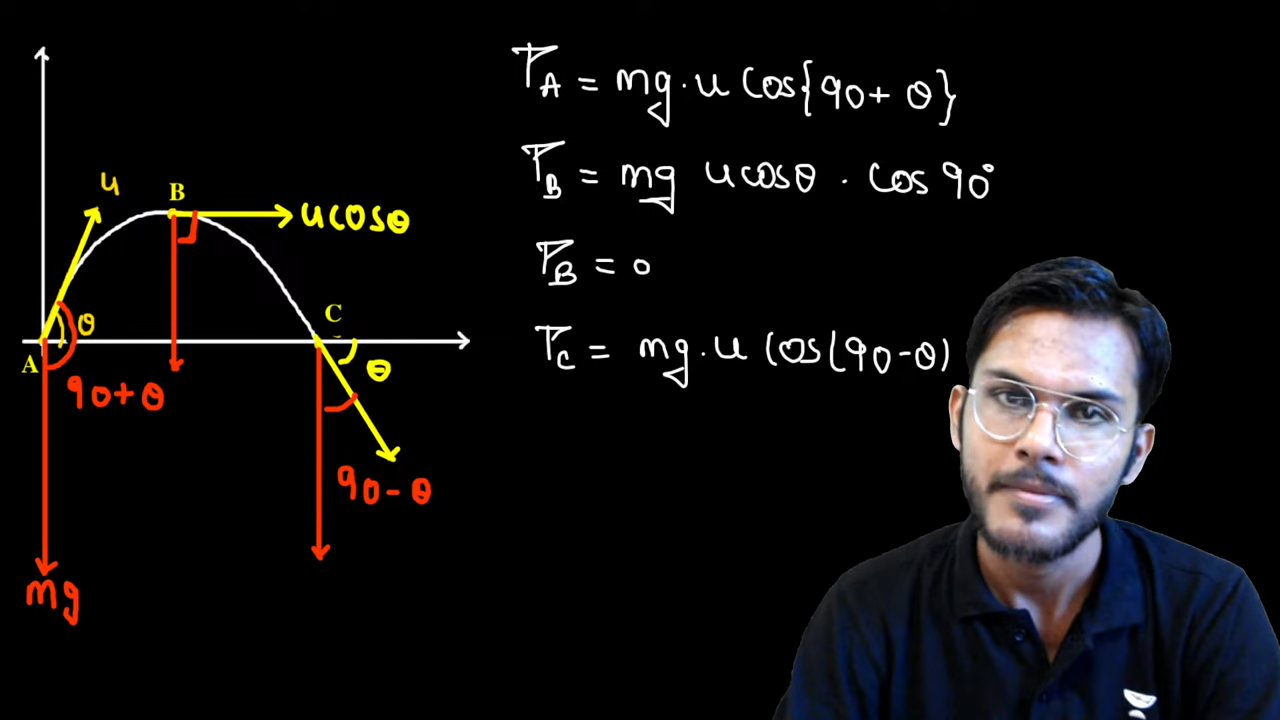 P_A = mg . u cos{90 + θ}
P_B = mg ucosθ . cos 90°
P_B = 0
P_C = mg . u cos(90 - θ)
u
B
ucosθ
C
θ
A
θ
90+θ
90-θ
mg